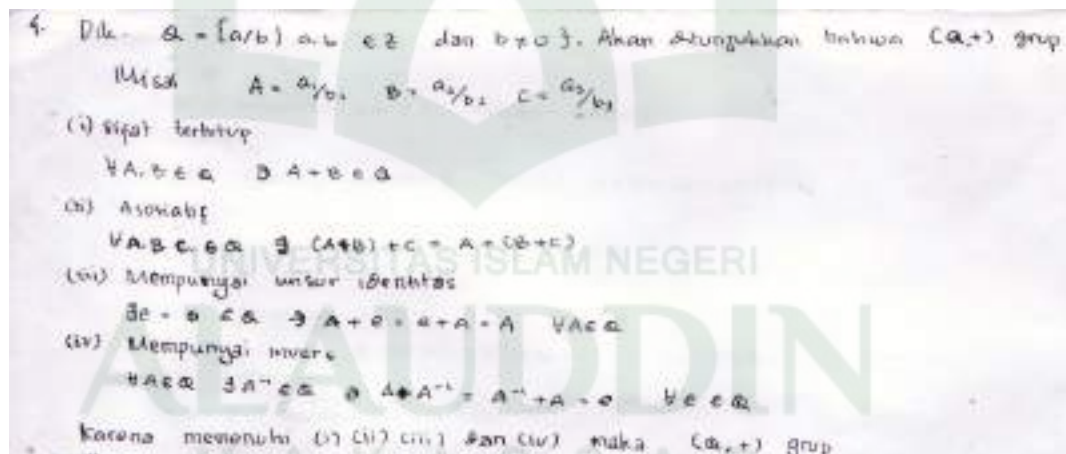 4. Dik. Q = {a/b} a.b ∈ Z dan b ≠ 0 }. Akan ditunjukkan bahwa (Q,+) grup
Misal A = a₁/b₁ B = a₂/b₂ C = a₃/b₃
(i) Sifat tertutup
∀A,B ∈ Q ∋ A+B ∈ Q
(ii) Asosiatif
∀A.B C. ∈ Q ∋ (A+B)+C = A+(B+C)
UNIVERSITAS ISLAM NEGERI
(iii) Mempunyai unsur identitas
∃e = 0 ∈ Q ∋ A + e = e+A = A ∀A∈Q
(iv) Mempunyai invers
ALAUDDIN
∀A∈Q ∃A⁻¹ ∈Q ∋ A+A⁻¹ = A⁻¹+A = e ∀e ∈ Q
Karena memenuhi (i) (ii) (iii) dan (iv) maka (Q,+) grup